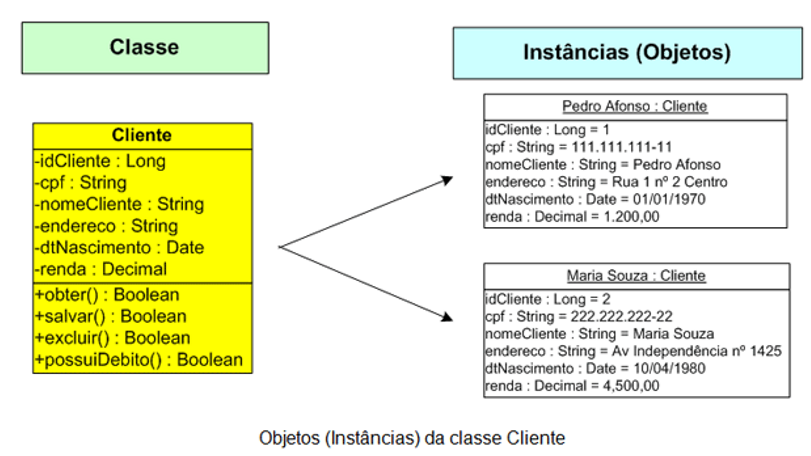 Classe
Instâncias (Objetos)
Cliente
-idCliente : Long
-cpf : String
-nomeCliente : String
-endereco : String
-dtNascimento : Date
-renda : Decimal
+obter() : Boolean
+salvar() : Boolean
+excluir() : Boolean
+possuiDebito() : Boolean
Pedro Afonso : Cliente
idCliente : Long = 1
cpf : String = 111.111.111-11
nomeCliente : String = Pedro Afonso
endereco : String = Rua 1 nº 2 Centro
dtNascimento : Date = 01/01/1970
renda : Decimal = 1.200,00
Maria Souza : Cliente
idCliente : Long = 2
cpf : String = 222.222.222-22
nomeCliente : String = Maria Souza
endereco : String = Av Independência nº 1425
dtNascimento : Date = 10/04/1980
renda : Decimal = 4,500,00
Objetos (Instâncias) da classe Cliente